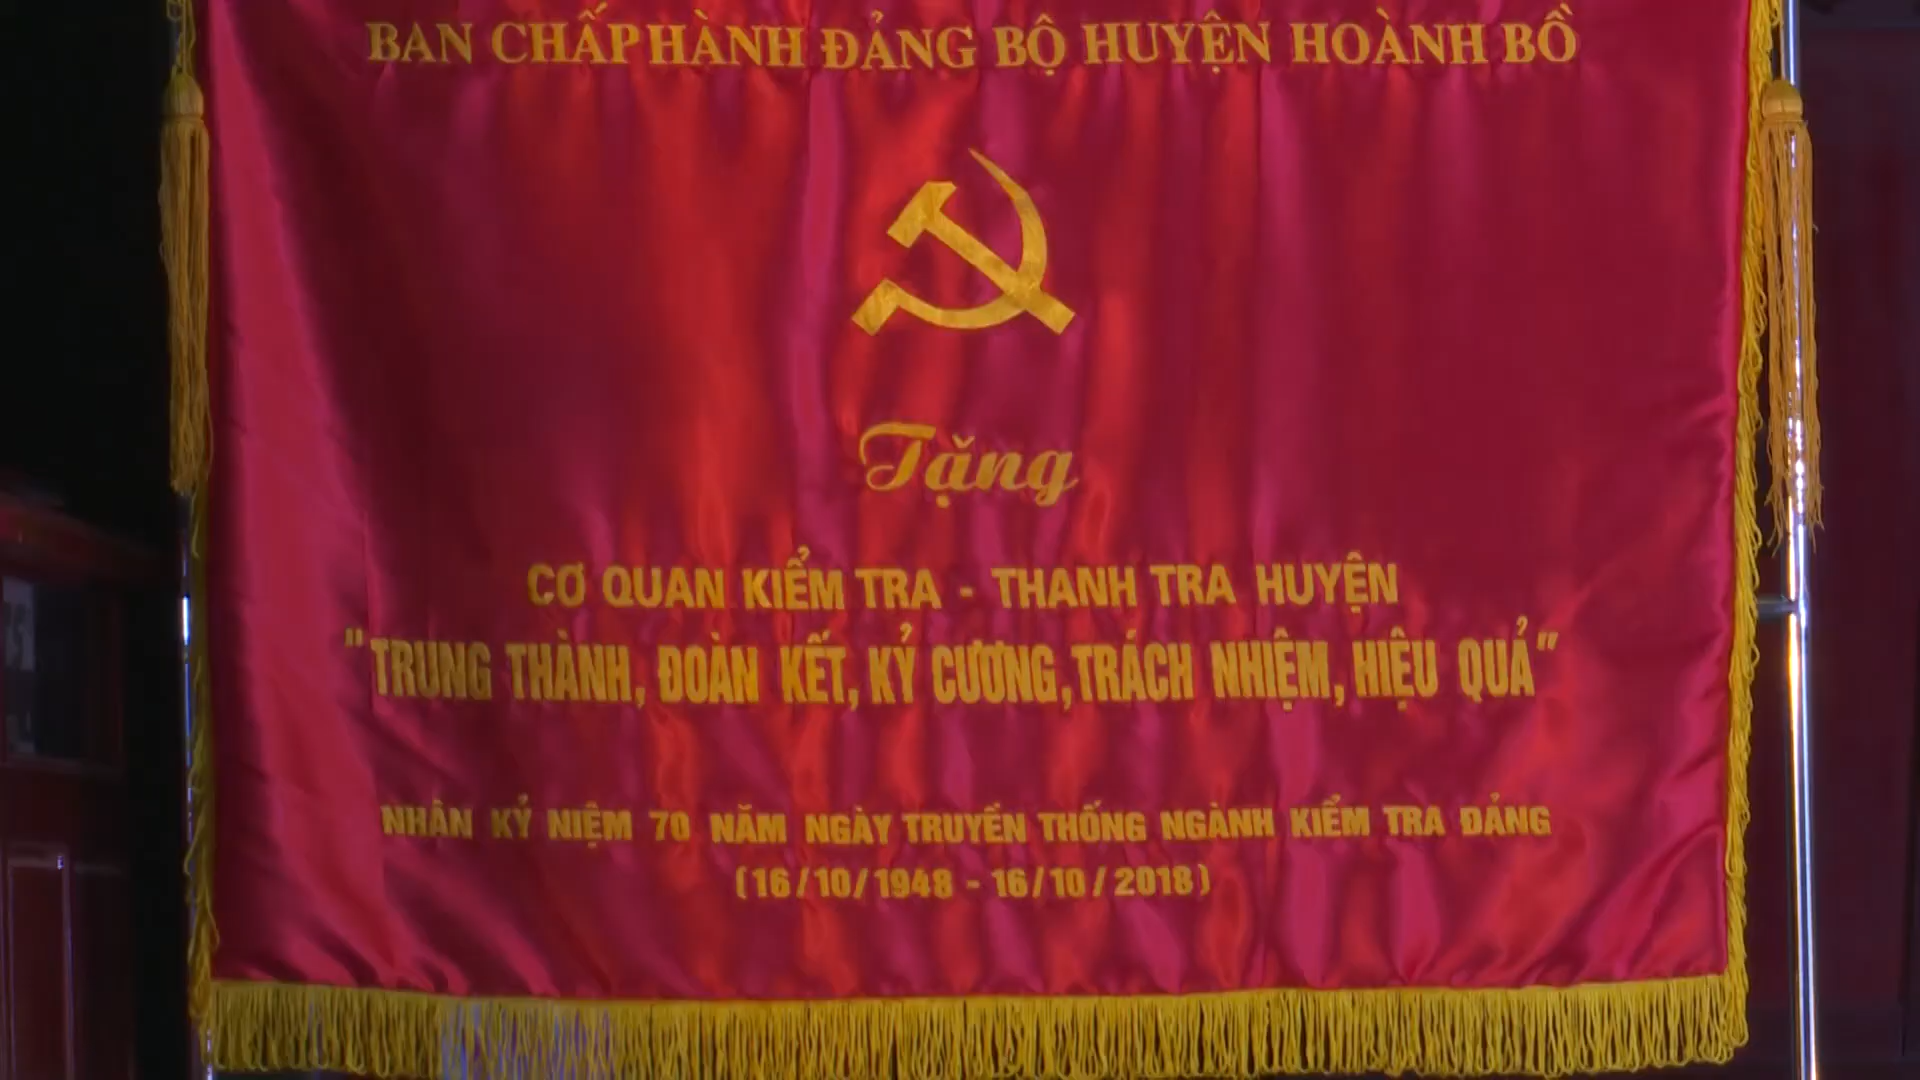 BAN CHẤP HÀNH ĐẢNG BỘ HUYỆN HOÀNH BỒ
Tặng
CƠ QUAN KIỂM TRA - THANH TRA HUYỆN
"TRUNG THÀNH, ĐOÀN KẾT, KỶ CƯƠNG, TRÁCH NHIỆM, HIỆU QUẢ"
NHÂN KỶ NIỆM 70 NĂM NGÀY TRUYỀN THỐNG NGÀNH KIỂM TRA ĐẢNG
(16/10/1948 - 16/10/2018)